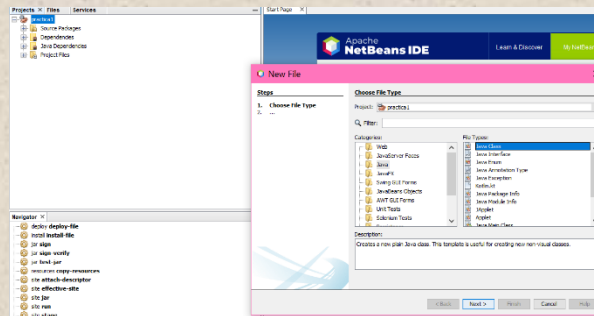 Projects × Files Services
practica1
Source Packages
Dependencies
Java Dependencies
Project Files
Navigator ×
deploy deploy-file
install install-file
jar sign
jar sign-verify
jar test-jar
resources copy-resources
site attach-descriptor
site effective-site
site jar
site run
site stage
Start Page ×
Apache
NetBeans IDE
Learn & Discover
My NetBeans
New File
Steps
1. Choose File Type
2. ...
Choose File Type
Project: practica1
Filter:
Categories:
Web
JavaServer Faces
Java
JavaFX
Swing GUI Forms
JavaBeans Objects
AWT GUI Forms
Unit Tests
Selenium Tests
File Types:
Java Class
Java Interface
Java Enum
Java Annotation Type
Java Exception
Java Package Info
Java Module Info
JApplet
Applet
Java Main Class
Description:
Creates a new plain Java class. This template is useful for creating new non-visual classes.
< Back Next > Finish Cancel Help